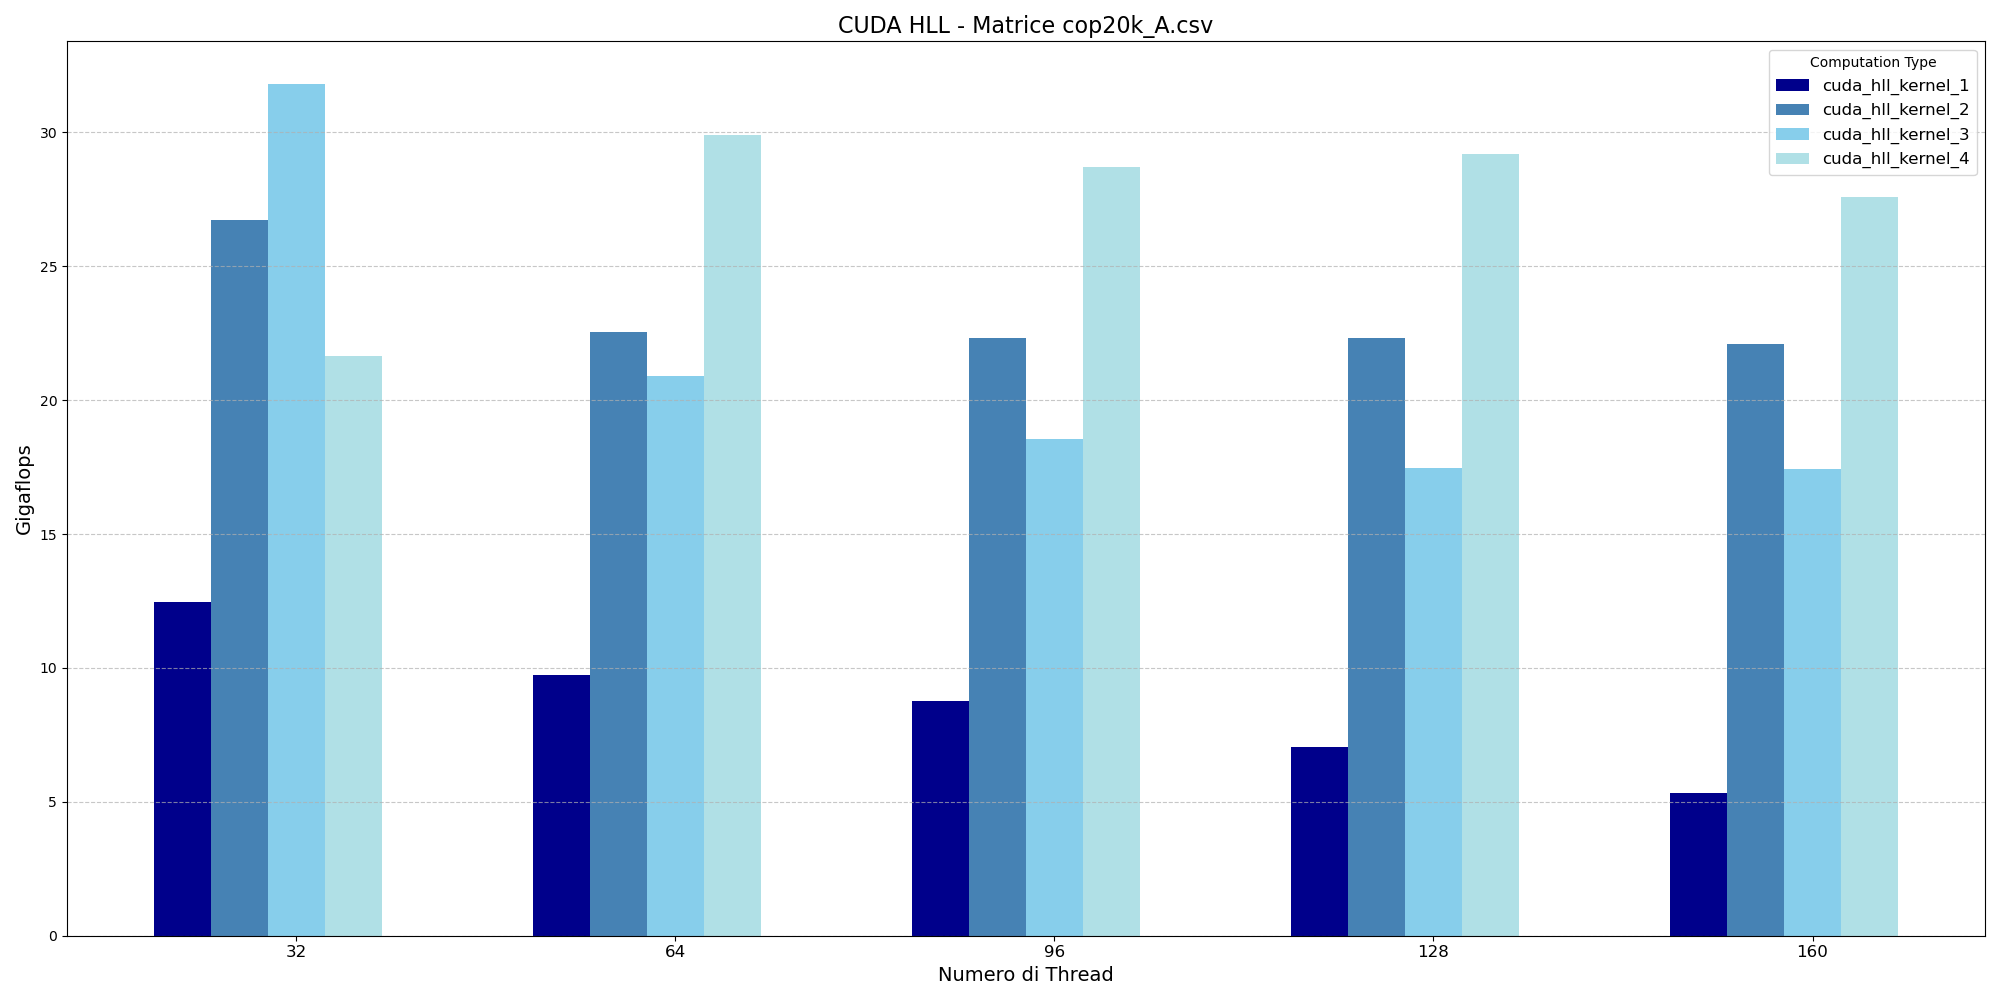 CUDA HLL - Matrice cop20k_A.csv
Computation Type
cuda_hll_kernel_1
cuda_hll_kernel_2
cuda_hll_kernel_3
cuda_hll_kernel_4
Gigaflops
30
25
20
15
10
5
0
32 64 96 128 160
Numero di Thread